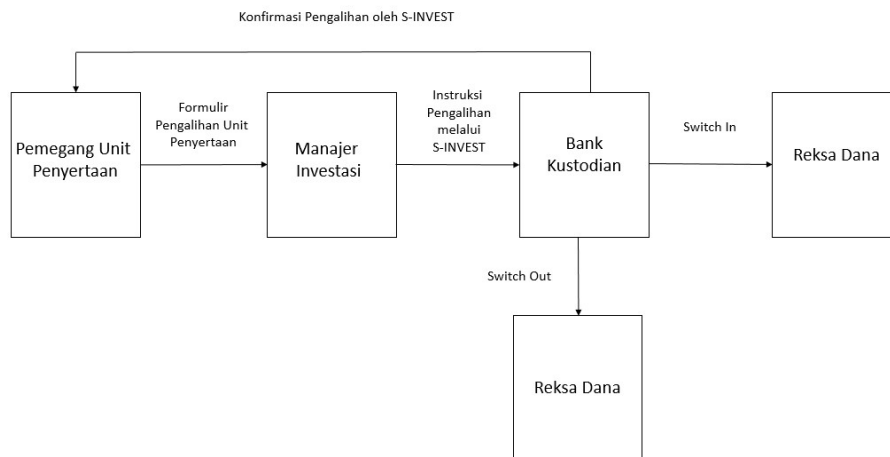 Konfirmasi Pengalihan oleh S-INVEST
Pemegang Unit
Penyertaan
Formulir
Pengalihan Unit
Penyertaan
Manajer
Investasi
Instruksi
Pengalihan
melalui
S-INVEST
Bank
Kustodian
Switch In
Reksa Dana
Switch Out
Reksa Dana